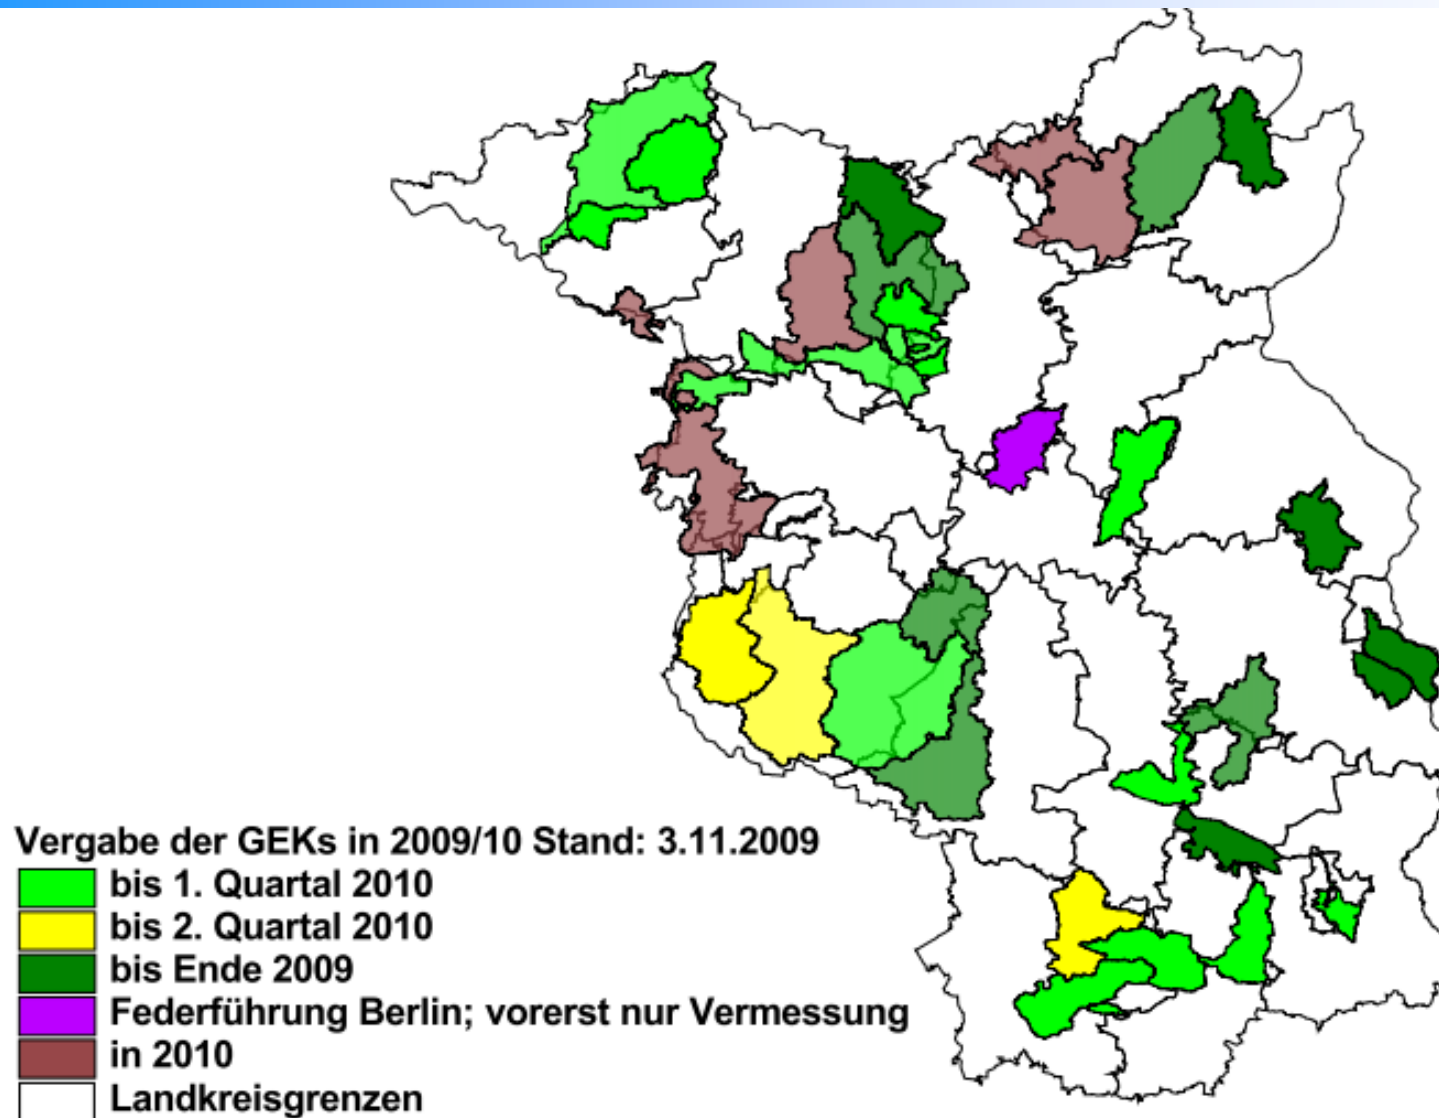 Vergabe der GEKs in 2009/10 Stand: 3.11.2009
bis 1. Quartal 2010
bis 2. Quartal 2010
bis Ende 2009
Federführung Berlin; vorerst nur Vermessung
in 2010
Landkreisgrenzen